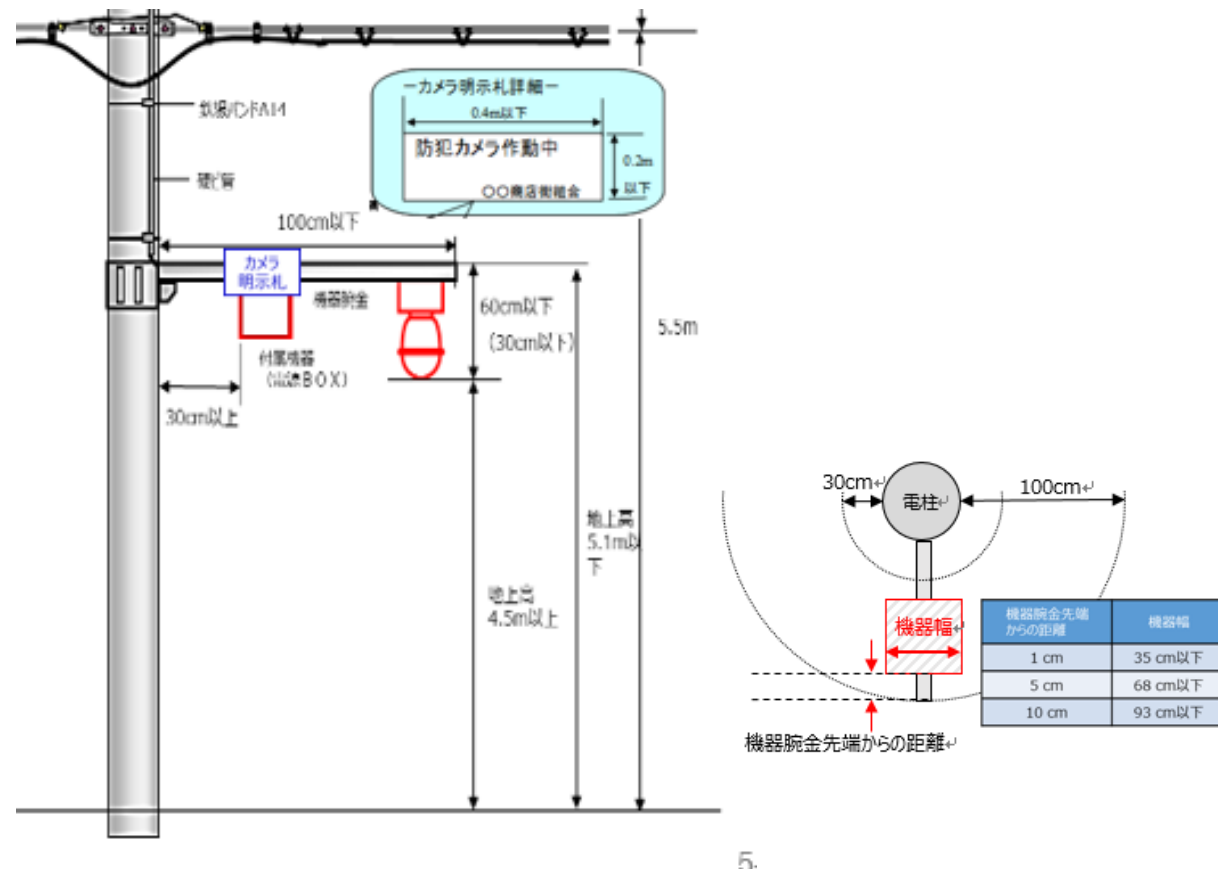 ーカメラ明示札詳細ー
0.4m以下
防犯カメラ作動中
0.2m
以下
〇〇商店街組合
100cm以下
カメラ
明示札
機器腕金
60cm以下
(30cm以下)
5.5m
付属機器
(電源BOX)
30cm以上
地上高
5.1m以
下
地上高
4.5m以上
30cm
電柱
100cm
機器幅
機器腕金先端からの距離
機器腕金先端
からの距離
機器幅
1 cm
35 cm以下
5 cm
68 cm以下
10 cm
93 cm以下